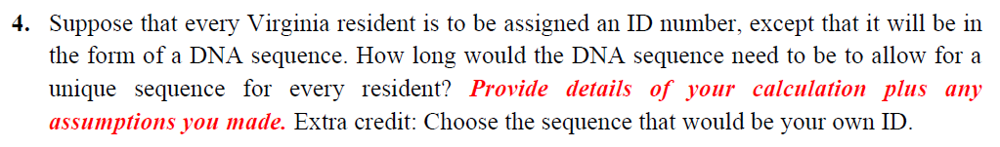 4. Suppose that every Virginia resident is to be assigned an ID number, except that it will be in
the form of a DNA sequence. How long would the DNA sequence need to be to allow for a
unique sequence for every resident? Provide details of your calculation plus any
assumptions you made. Extra credit: Choose the sequence that would be your own ID.